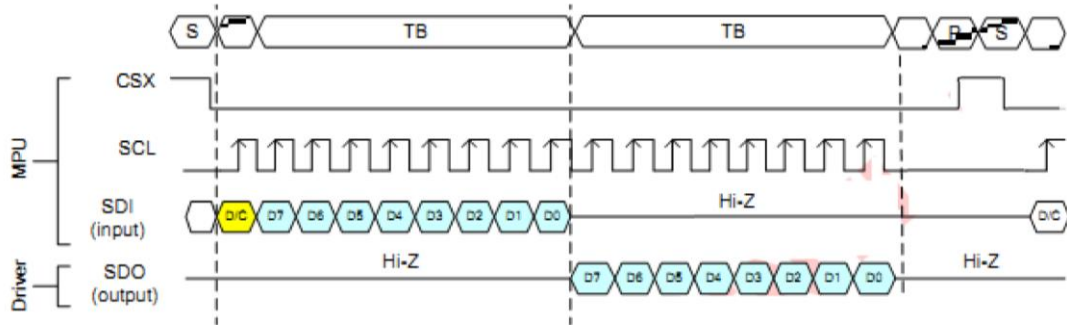 S TB TB P S
CSX
SCL
MPU
SDI
(input)
D/C D7 D6 D5 D4 D3 D2 D1 D0 Hi-Z D/C
Driver
SDO
(output)
Hi-Z D7 D6 D5 D4 D3 D2 D1 D0 Hi-Z